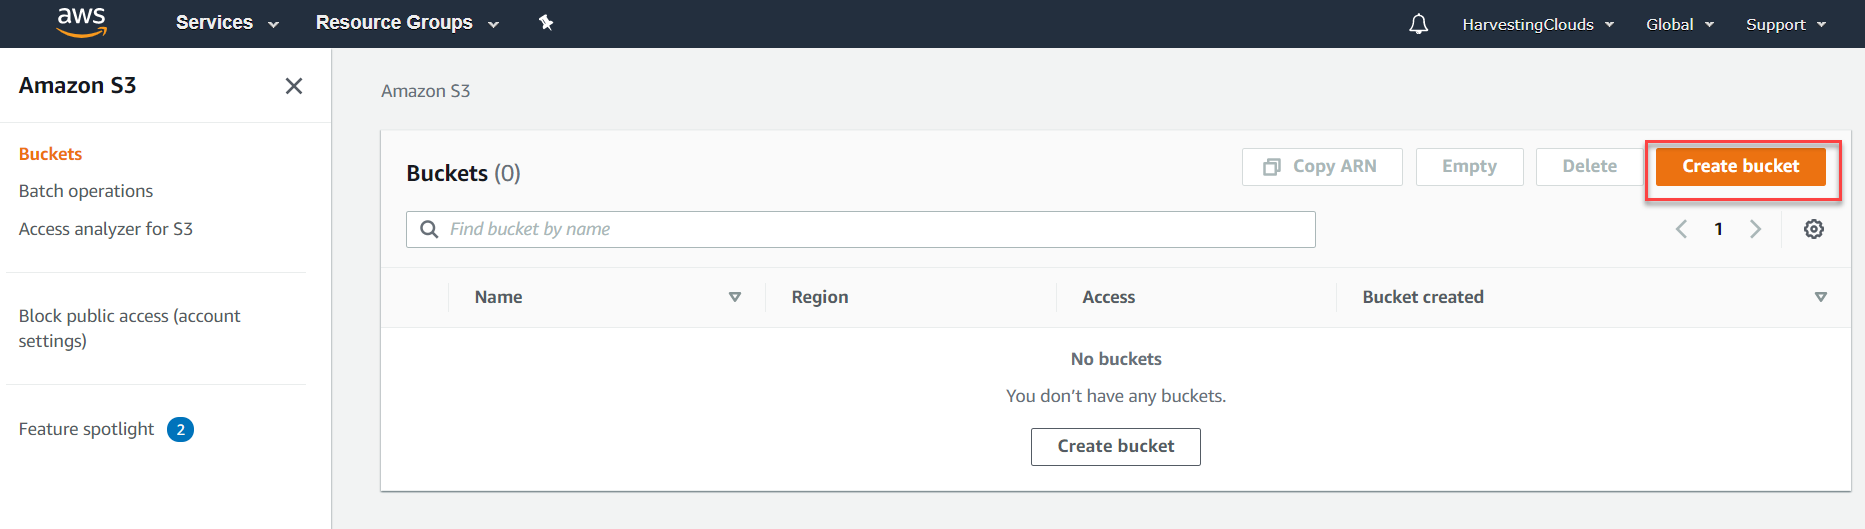 aws Services Resource Groups HarvestingClouds Global Support
Amazon S3
Buckets
Batch operations
Access analyzer for S3
Block public access (account
settings)
Feature spotlight 2
Amazon S3
Buckets (0) Copy ARN Empty Delete Create bucket
Find bucket by name 1
Name Region Access Bucket created
No buckets
You don't have any buckets.
Create bucket